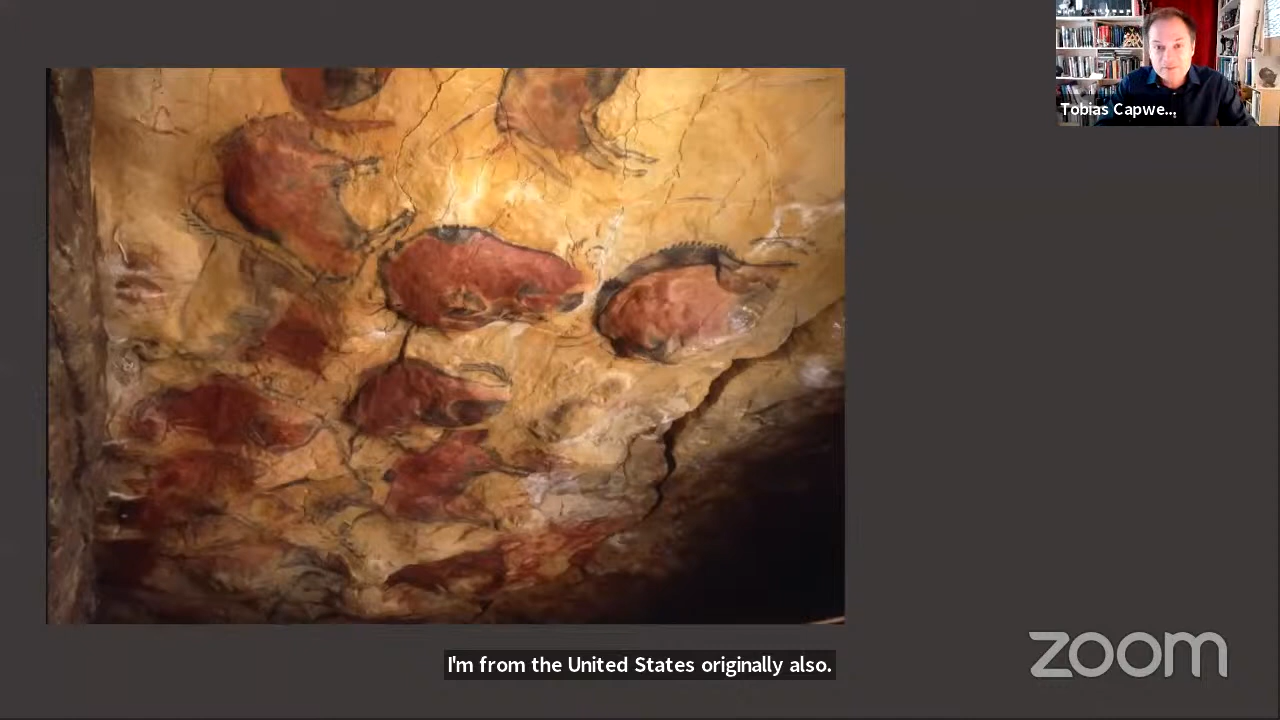 Tobias Capwe...
I'm from the United States originally also.
zoom